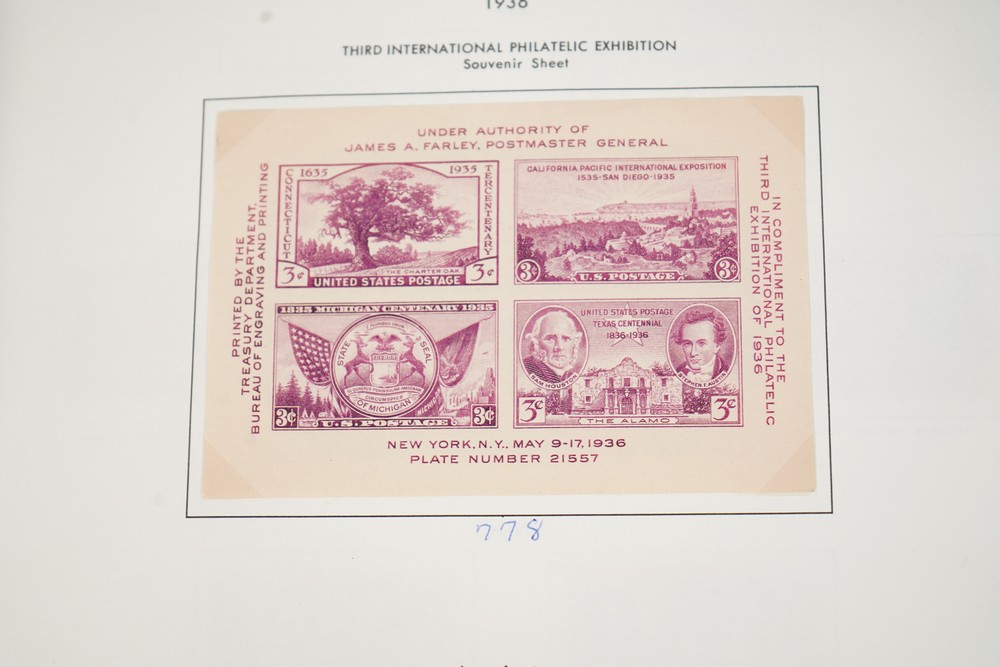 1936
THIRD INTERNATIONAL PHILATELIC EXHIBITION
Souvenir Sheet
UNDER AUTHORITY OF
JAMES A. FARLEY, POSTMASTER GENERAL
PRINTED BY THE
TREASURY DEPARTMENT,
BUREAU OF ENGRAVING AND PRINTING
CONNECTICUT
1635 1935
TERCENTENARY
THE CHARTER OAK
3¢ 3¢
UNITED STATES POSTAGE
CALIFORNIA PACIFIC INTERNATIONAL EXPOSITION
1535-SAN DIEGO-1935
3¢ 3¢
U.S. POSTAGE
1835 MICHIGAN CENTENARY 1935
STATE SEAL
CIRCUMSPICE
OF MICHIGAN
3¢ 3¢
U.S. POSTAGE
UNITED STATES POSTAGE
TEXAS CENTENNIAL
1836-1936
SAM HOUSTON
STEPHEN F. AUSTIN
3¢ 3¢
THE ALAMO
IN COMPLIMENT TO THE
THIRD INTERNATIONAL PHILATELIC
EXHIBITION OF 1936
NEW YORK, N.Y., MAY 9-17, 1936
PLATE NUMBER 21557
778